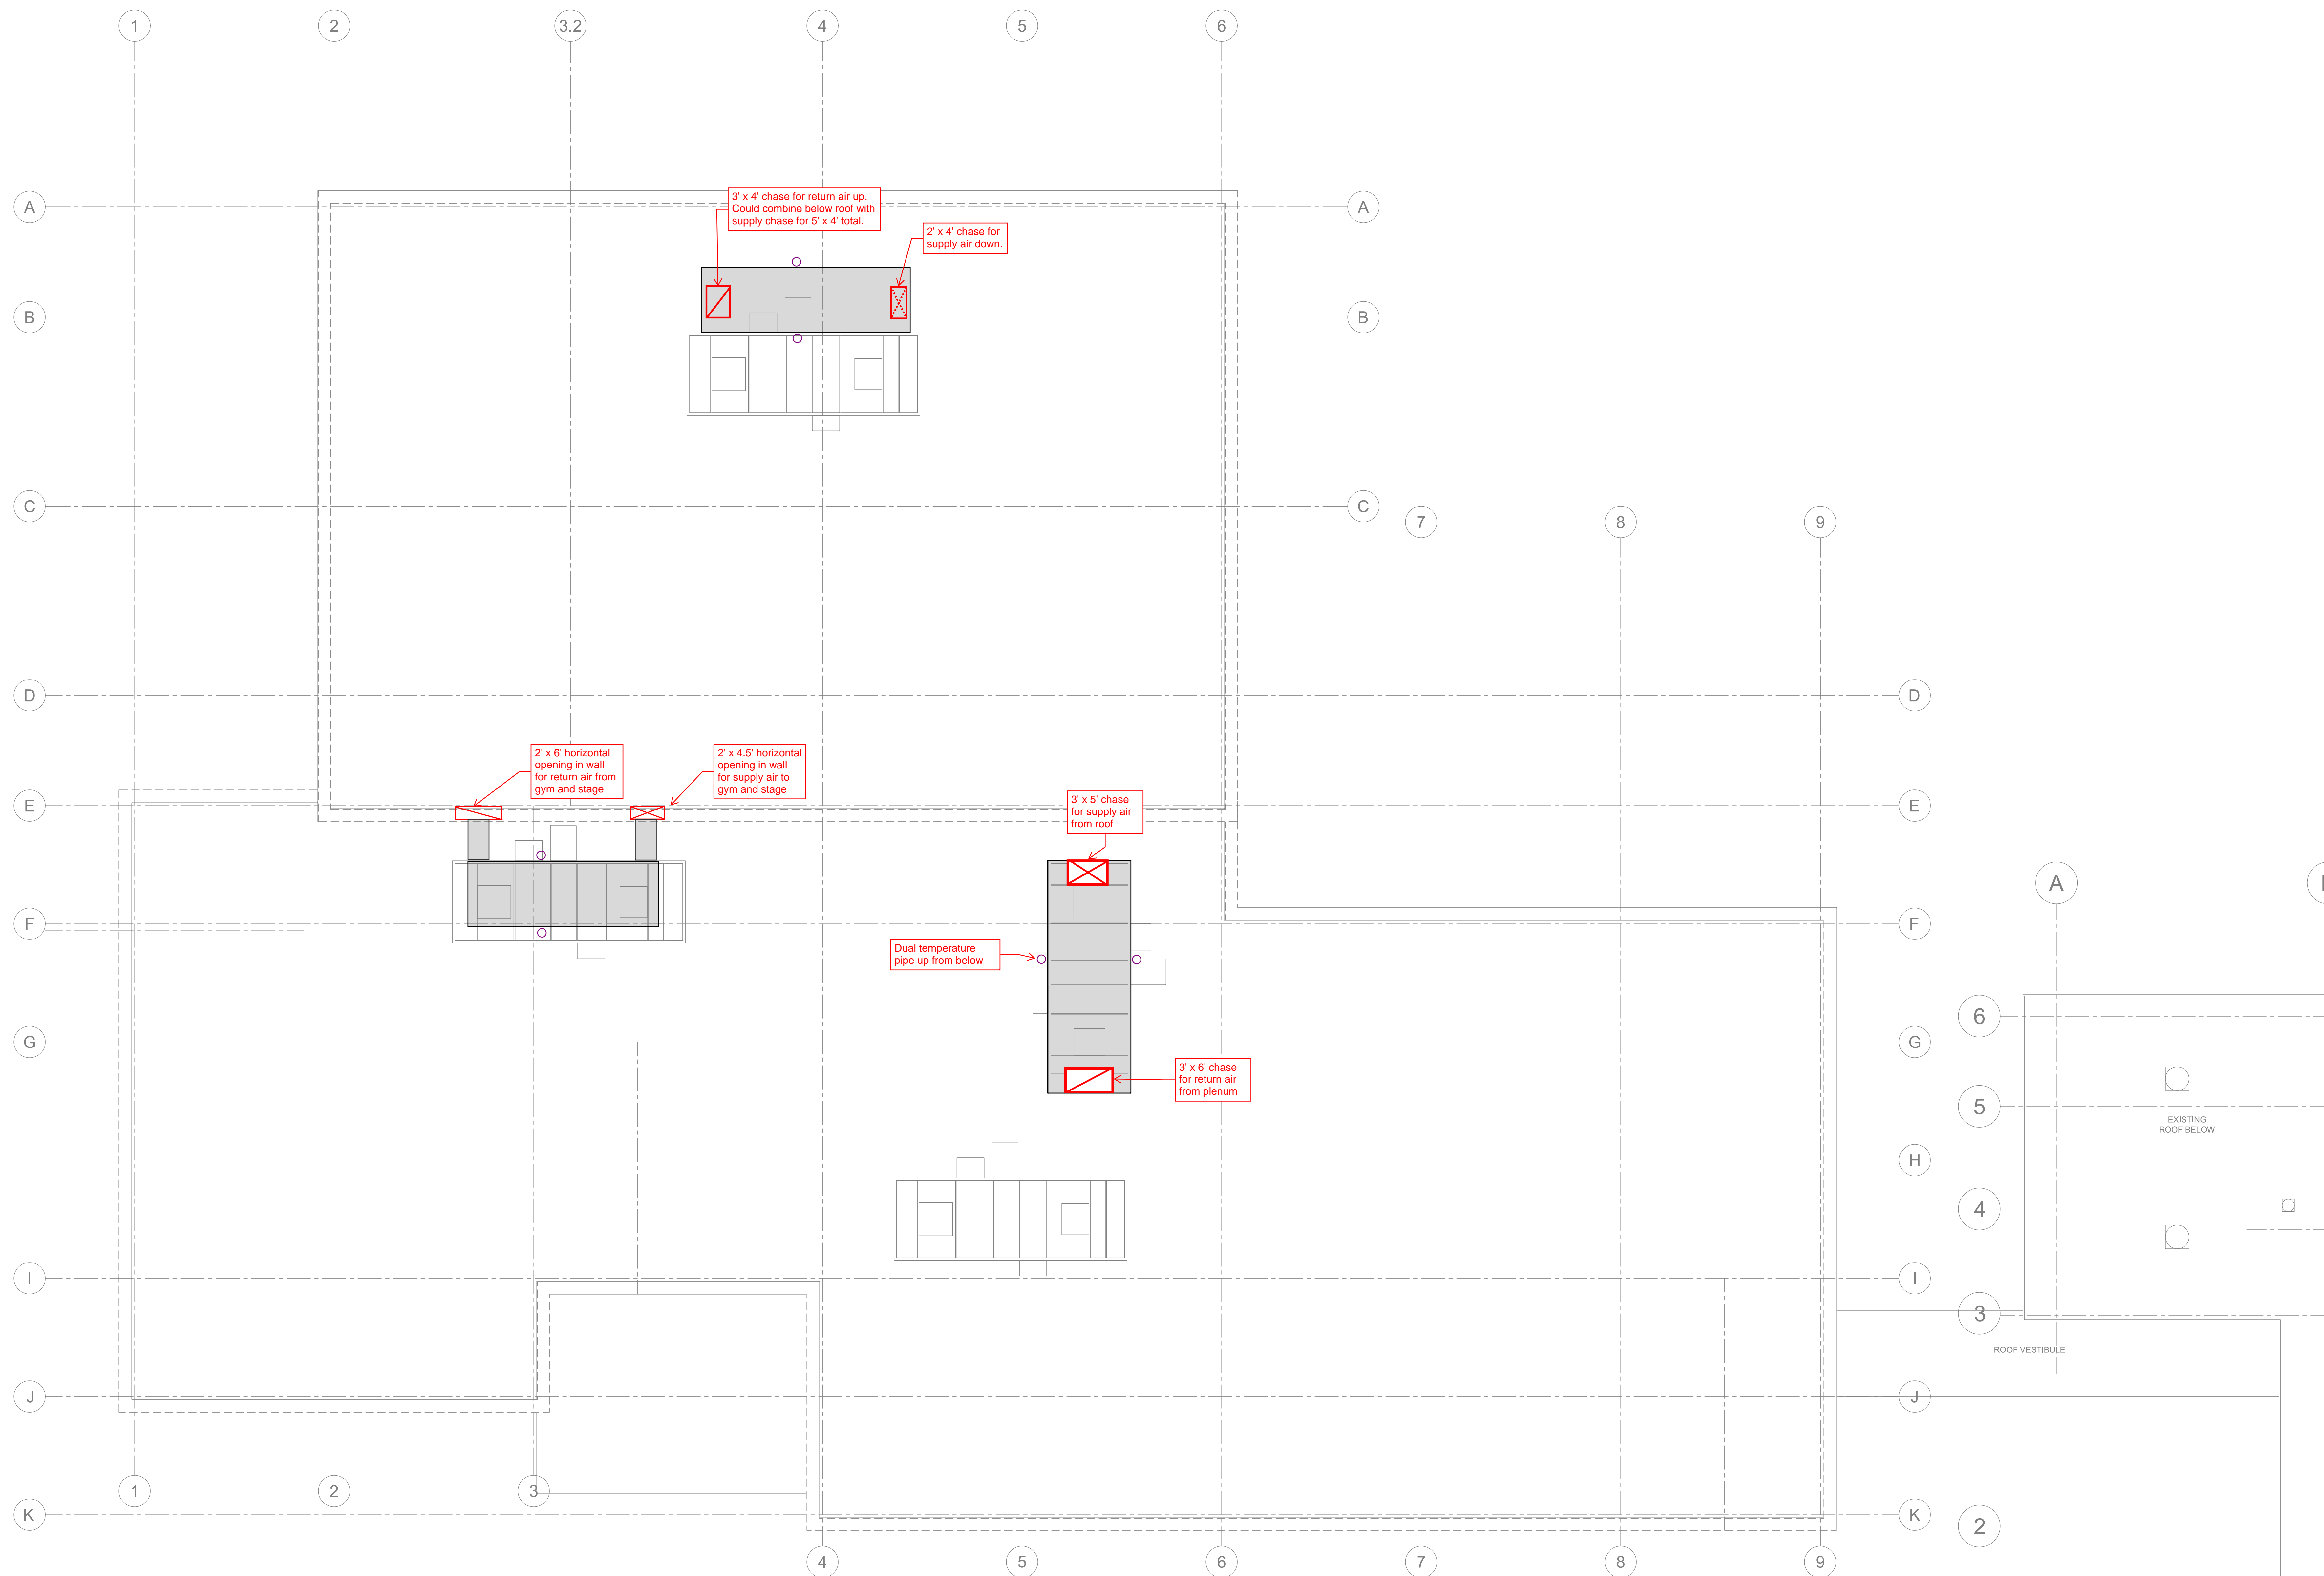 1
2
3.2
4
5
6
A
3' x 4' chase for return air up.
Could combine below roof with
supply chase for 5' x 4' total.
A
2' x 4' chase for
supply air down.
B
B
C
C
7
8
9
D
D
2' x 6' horizontal
opening in wall
for return air from
gym and stage
2' x 4.5' horizontal
opening in wall
for supply air to
gym and stage
E
3' x 5' chase
for supply air
from roof
E
A
F
F
Dual temperature
pipe up from below
6
G
G
3' x 6' chase
for return air
from plenum
5
EXISTING
ROOF BELOW
H
4
I
I
3
ROOF VESTIBULE
J
J
1
2
3
K
K
2
4
5
6
7
8
9